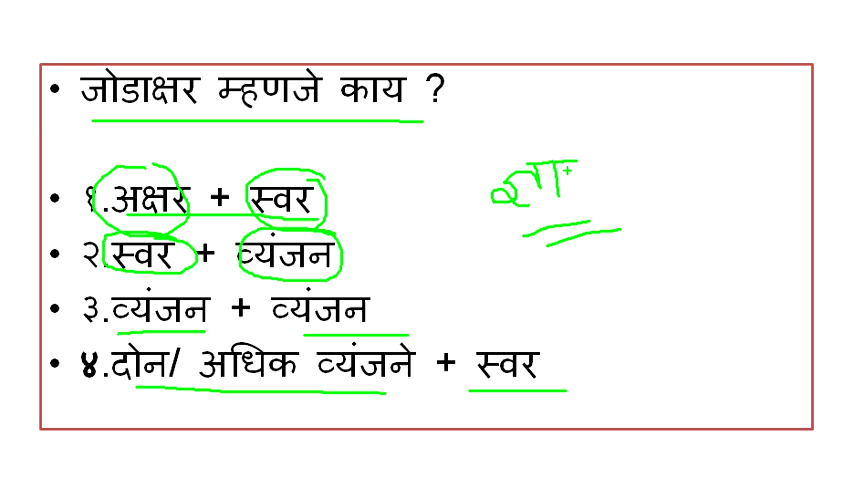 • जोडाक्षर म्हणजे काय ?
• १.अक्षर + स्वर
• २.स्वर + व्यंजन
• ३.व्यंजन + व्यंजन
• ४.दोन/ अधिक व्यंजने + स्वर